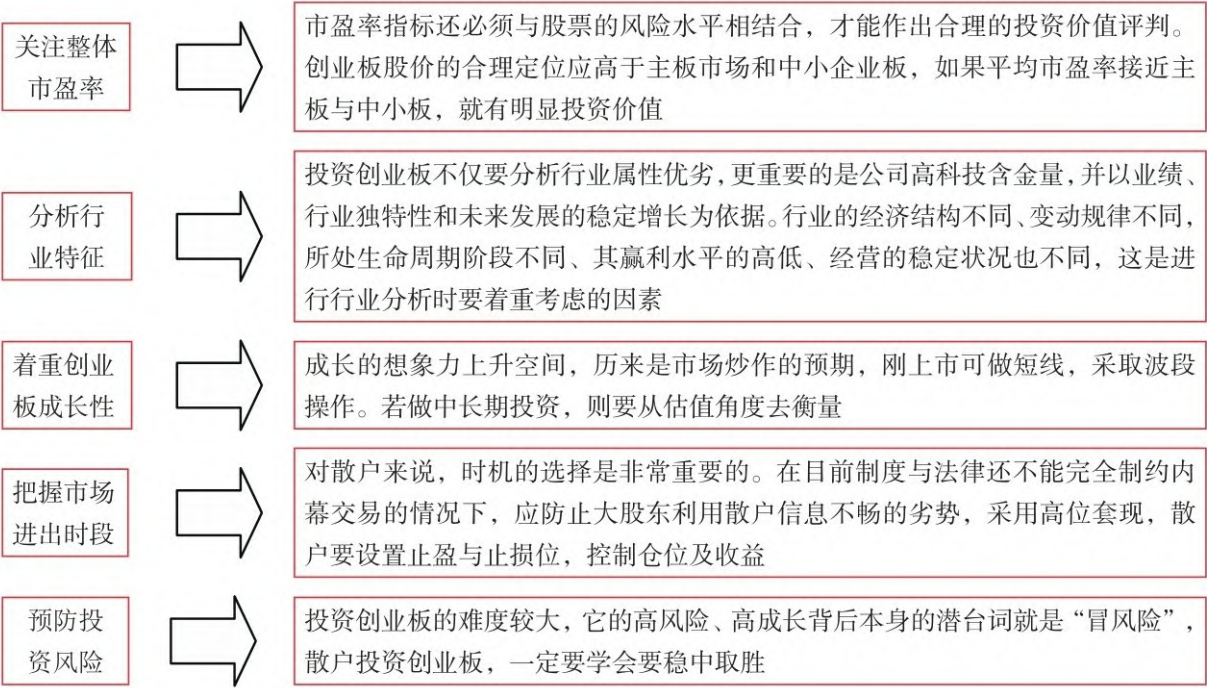 关注整体
市盈率
市盈率指标还必须与股票的风险水平相结合，才能作出合理的投资价值评判。
创业板股价的合理定位应高于主板市场和中小企业板，如果平均市盈率接近主
板与中小板，就有明显投资价值
分析行
业特征
投资创业板不仅要分析行业属性优劣，更重要的是公司高科技含金量，并以业绩、
行业独特性和未来发展的稳定增长为依据。行业的经济结构不同、变动规律不同，
所处生命周期阶段不同、其赢利水平的高低、经营的稳定状况也不同，这是进
行行业分析时要着重考虑的因素
着重创业
板成长性
成长的想象力上升空间，历来是市场炒作的预期，刚上市可做短线，采取波段
操作。若做中长期投资，则要从估值角度去衡量
把握市场
进出时段
对散户来说，时机的选择是非常重要的。在目前制度与法律还不能完全制约内
幕交易的情况下，应防止大股东利用散户信息不畅的劣势，采用高位套现，散
户要设置止盈与止损位，控制仓位及收益
预防投
资风险
投资创业板的难度较大，它的高风险、高成长背后本身的潜台词就是“冒风险”，
散户投资创业板，一定要学会要稳中取胜